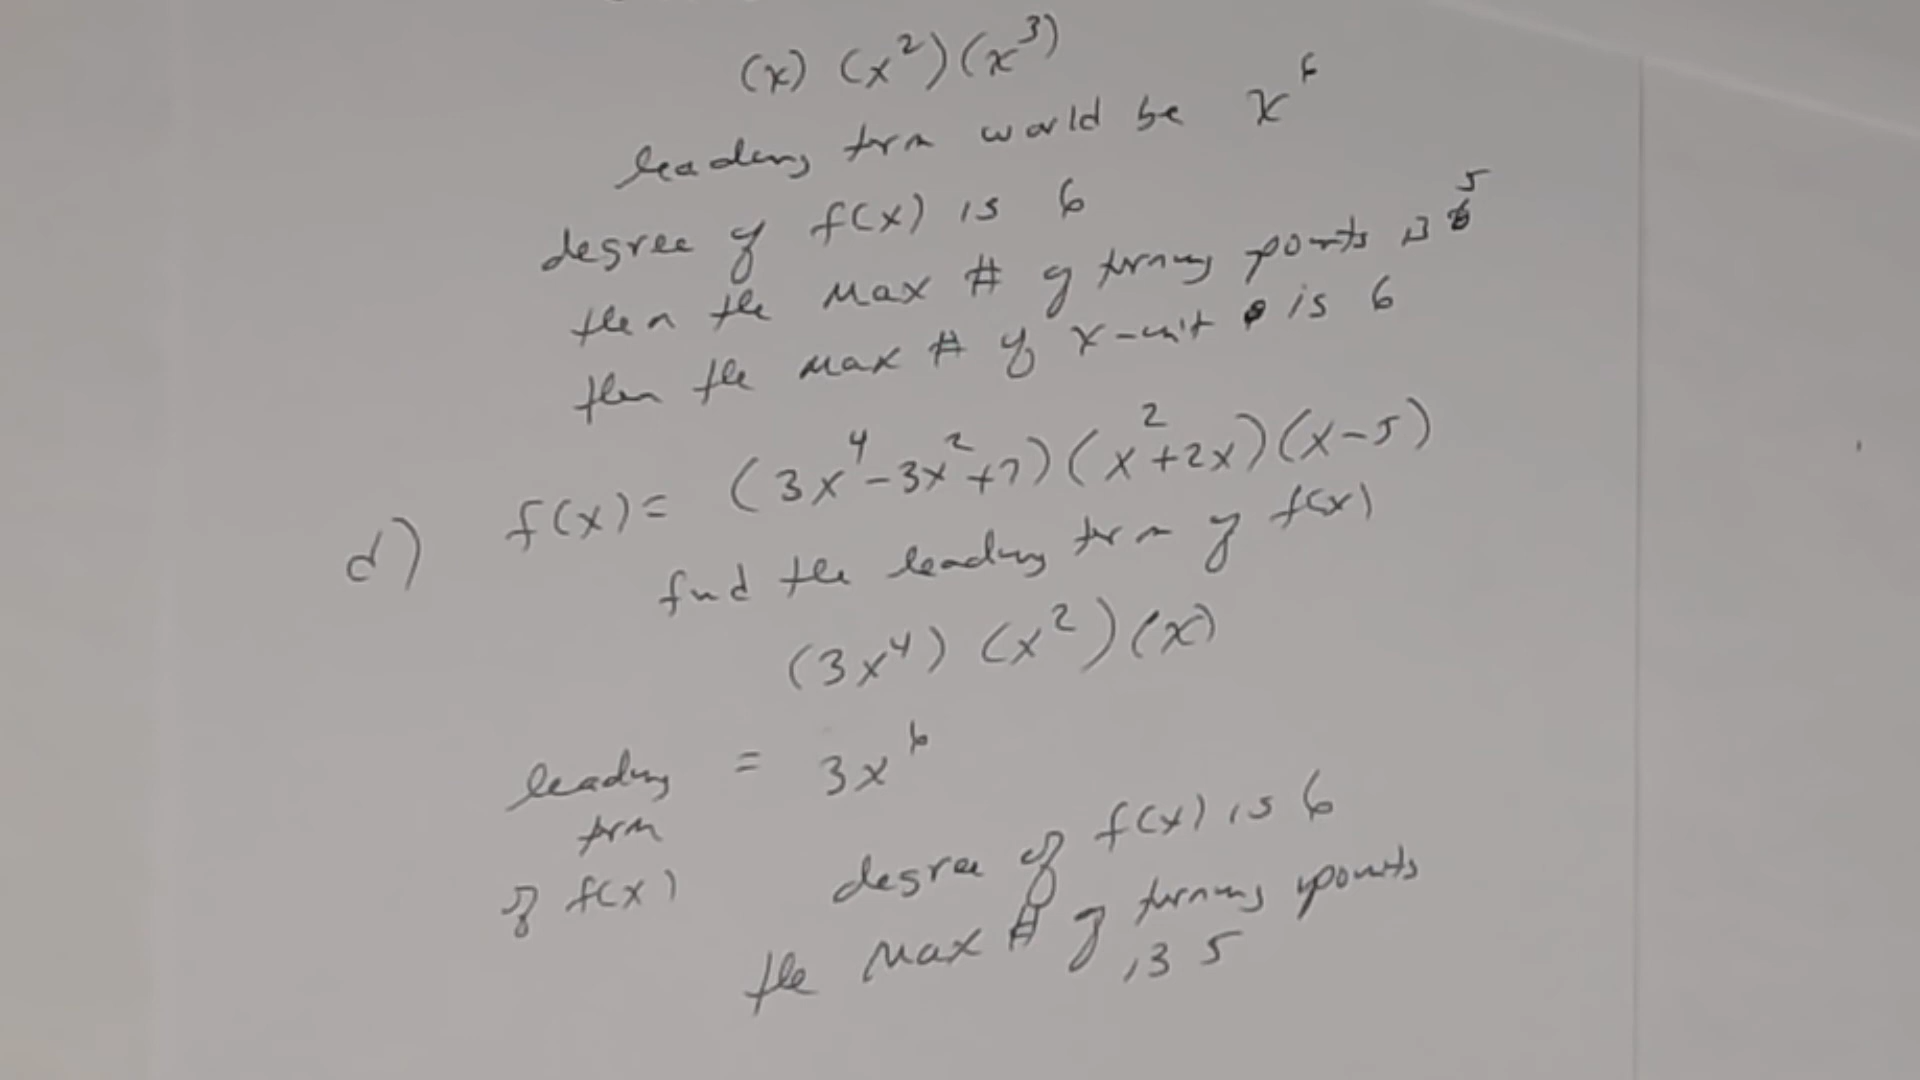 (x) (x²)(x³)
leading term would be x⁶
degree of f(x) is 6
then the max # of turning points is 5
then the max # of x-int is 6
d) f(x)= (3x⁴-3x²+7)(x²+2x)(x-5)
find the leading term of f(x)
(3x⁴) (x²)(x)
leading = 3x⁶
term
of f(x)
degree of f(x) is 6
the max # of turning points
is 5